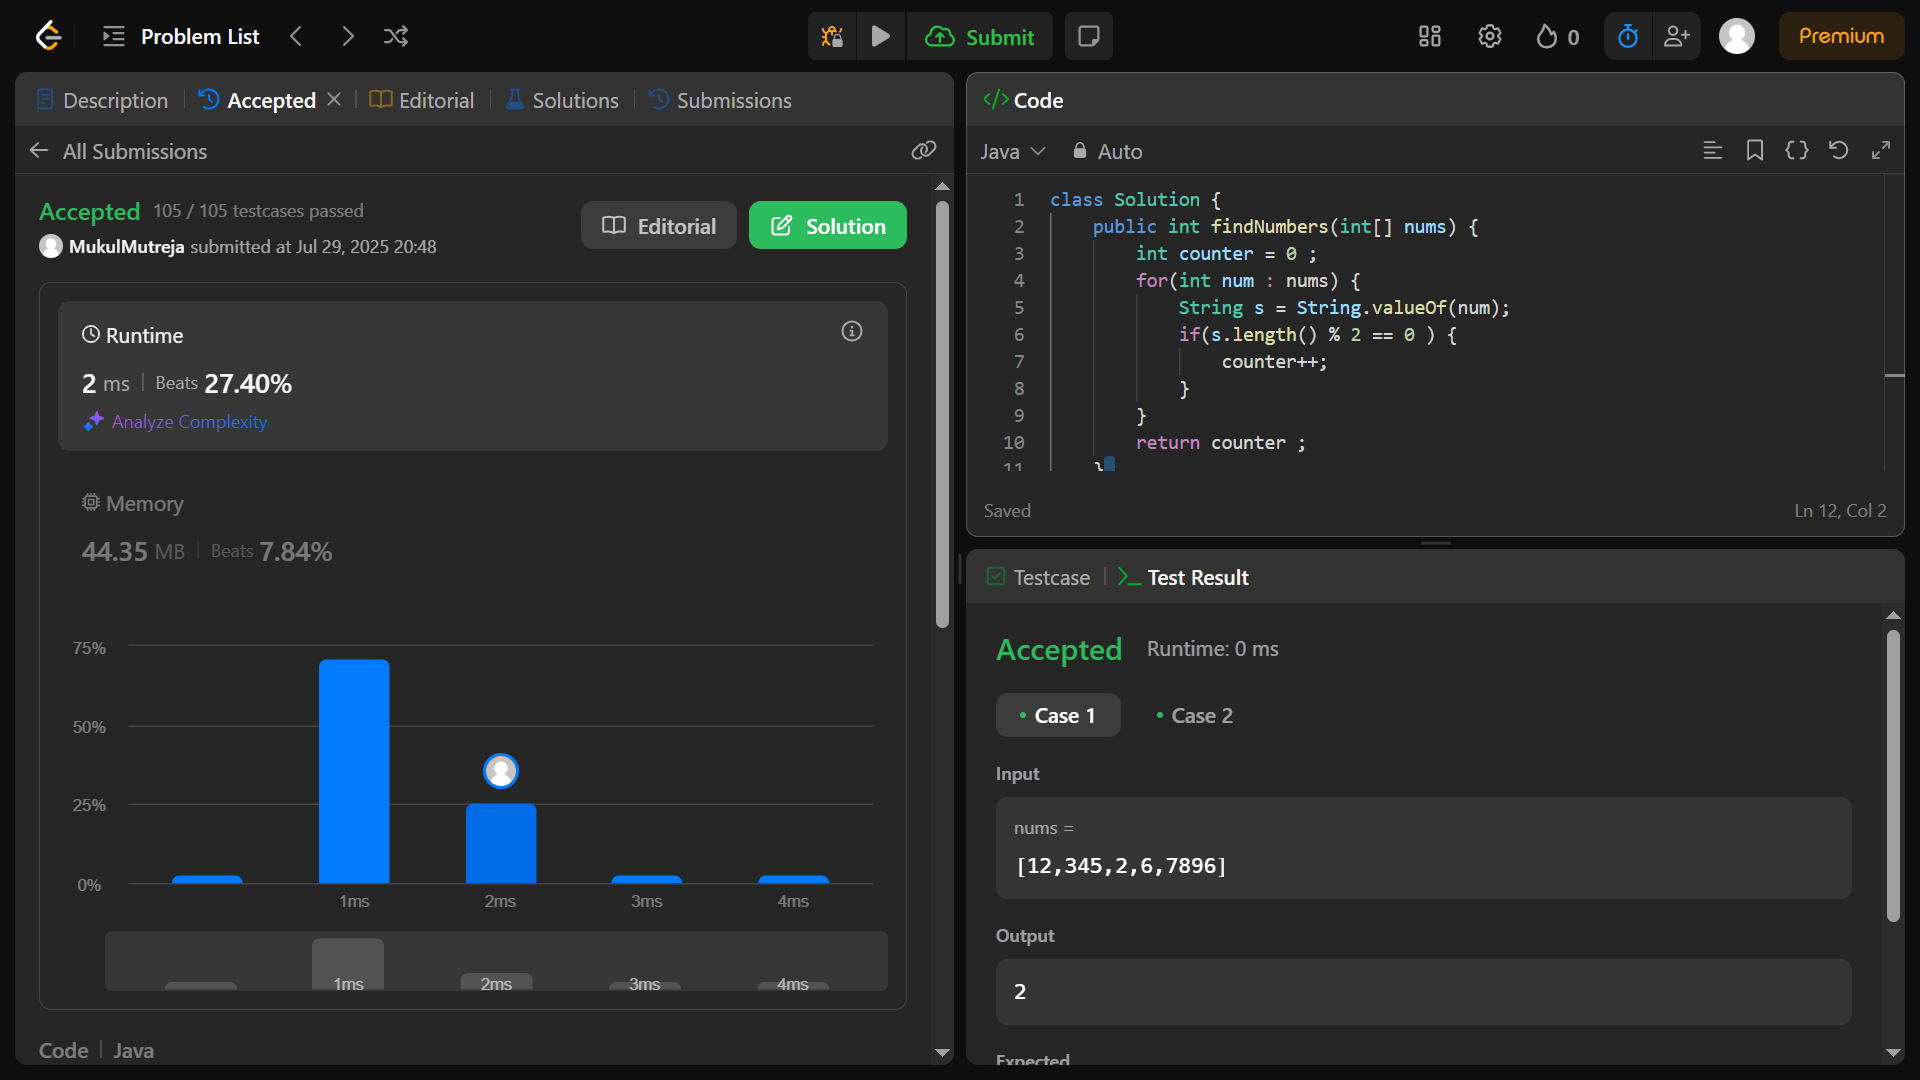 Problem List
Submit
0
Premium
Description
Accepted
Editorial
Solutions
Submissions
All Submissions
Accepted 105 / 105 testcases passed
MukulMutreja submitted at Jul 29, 2025 20:48
Editorial
Solution
Runtime
2 ms
Beats 27.40%
Analyze Complexity
Memory
44.35 MB
Beats 7.84%
75%
50%
25%
0%
1ms
2ms
3ms
4ms
1ms
2ms
3ms
4ms
Code
Java
</> Code
Java
Auto
1 class Solution {
2 public int findNumbers(int[] nums) {
3 int counter = 0 ;
4 for(int num : nums) {
5 String s = String.valueOf(num);
6 if(s.length() % 2 == 0 ) {
7 counter++;
8 }
9 }
10 return counter ;
11 }
Saved
Ln 12, Col 2
Testcase
Test Result
Accepted
Runtime: 0 ms
Case 1
Case 2
Input
nums =
[12,345,2,6,7896]
Output
2
Expected